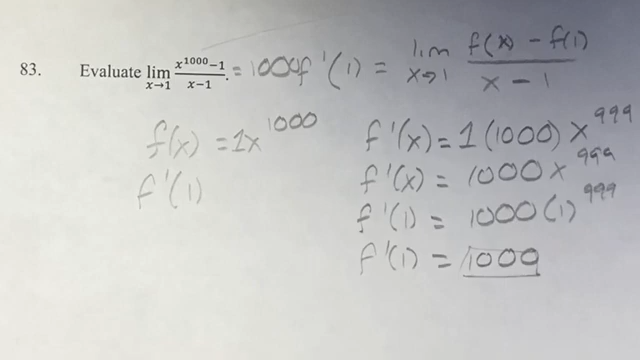 83. Evaluate lim x→1 x^1000−1 / x−1. = 1000f'(1) = lim x→1 f(x) − f(1) / x − 1
f(x) = 1x^1000 f'(x) = 1(1000)x^999
f'(1) f'(x) = 1000x^999
f'(1) = 1000(1)^999
f'(1) = 1000